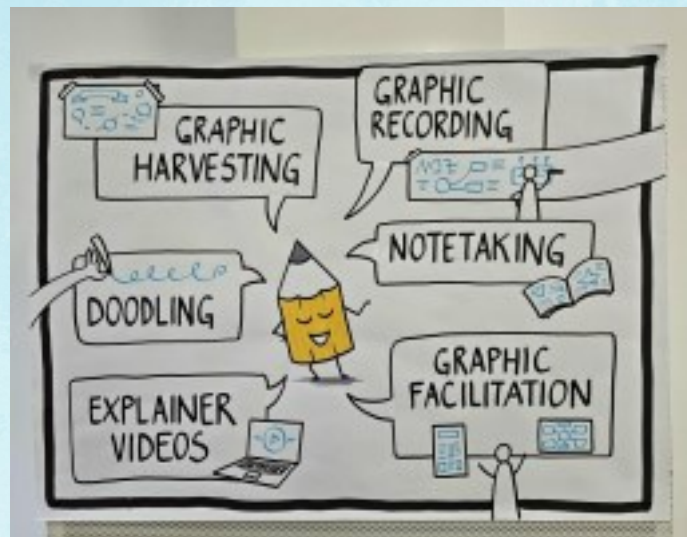 GRAPHIC
HARVESTING
GRAPHIC
RECORDING
DOODLING
NOTETAKING
EXPLAINER
VIDEOS
GRAPHIC
FACILITATION